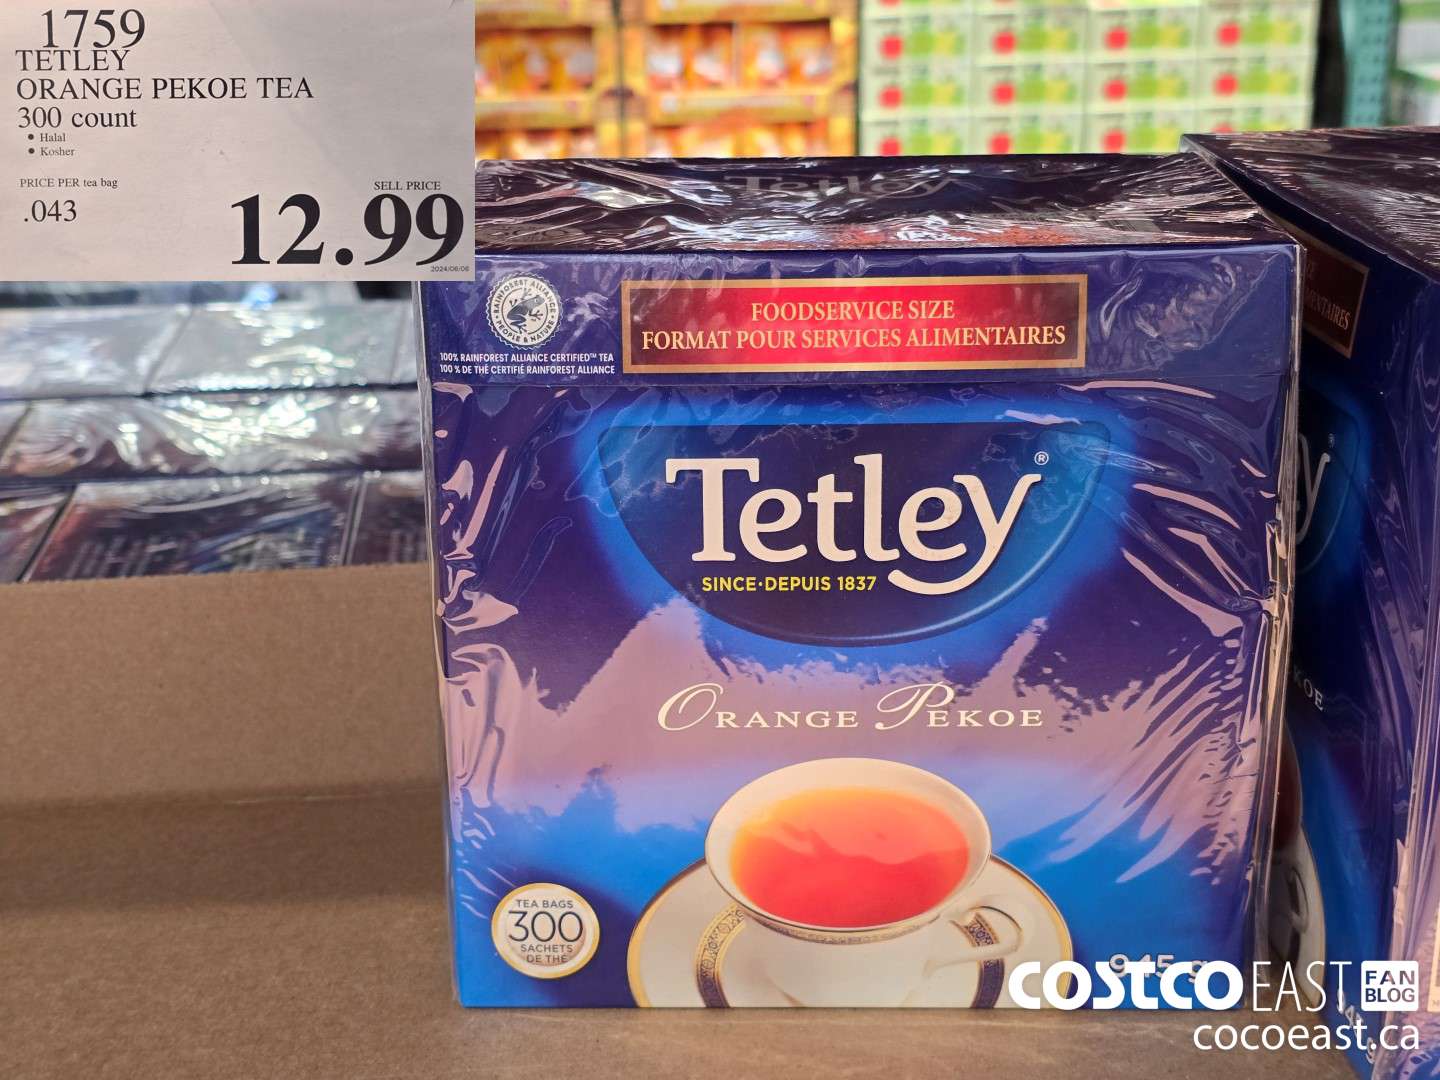 1759
TETLEY
ORANGE PEKOE TEA
300 count
• Halal
• Kosher
PRICE PER tea bag
.043
SELL PRICE
12.99
2024/06/08
Tetley
RAINFOREST ALLIANCE
PEOPLE & NATURE
100% RAINFOREST ALLIANCE CERTIFIED™ TEA
100 % DE THÉ CERTIFIÉ RAINFOREST ALLIANCE
FOODSERVICE SIZE
FORMAT POUR SERVICES ALIMENTAIRES
Tetley®
SINCE·DEPUIS 1837
ORANGE PEKOE
TEA BAGS
300
SACHETS
DE THÉ
945 g
COSTCO EAST FAN BLOG
cocoeast.ca